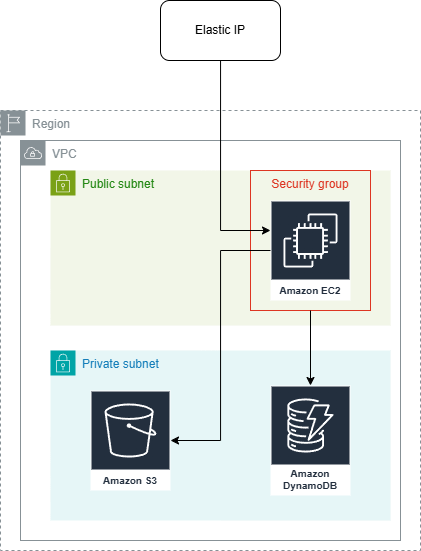 Elastic IP
Region
VPC
Public subnet
Security group
Amazon EC2
Private subnet
Amazon S3
Amazon
DynamoDB